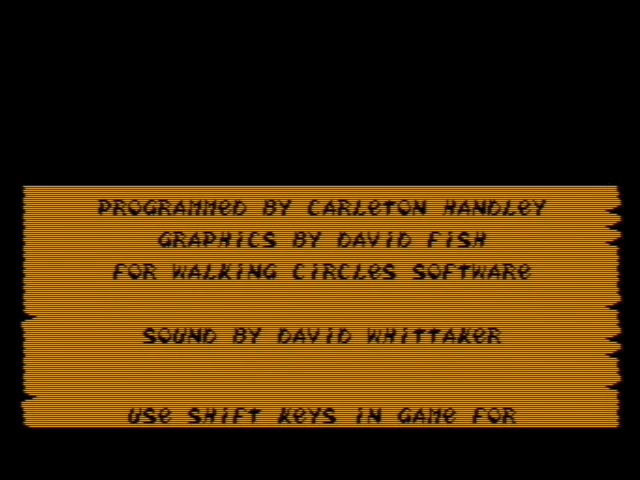 PROGRAMMED BY CARLETON HANDLEY
GRAPHICS BY DAVID FISH
FOR WALKING CIRCLES SOFTWARE
SOUND BY DAVID WHITTAKER
USE SHIFT KEYS IN GAME FOR